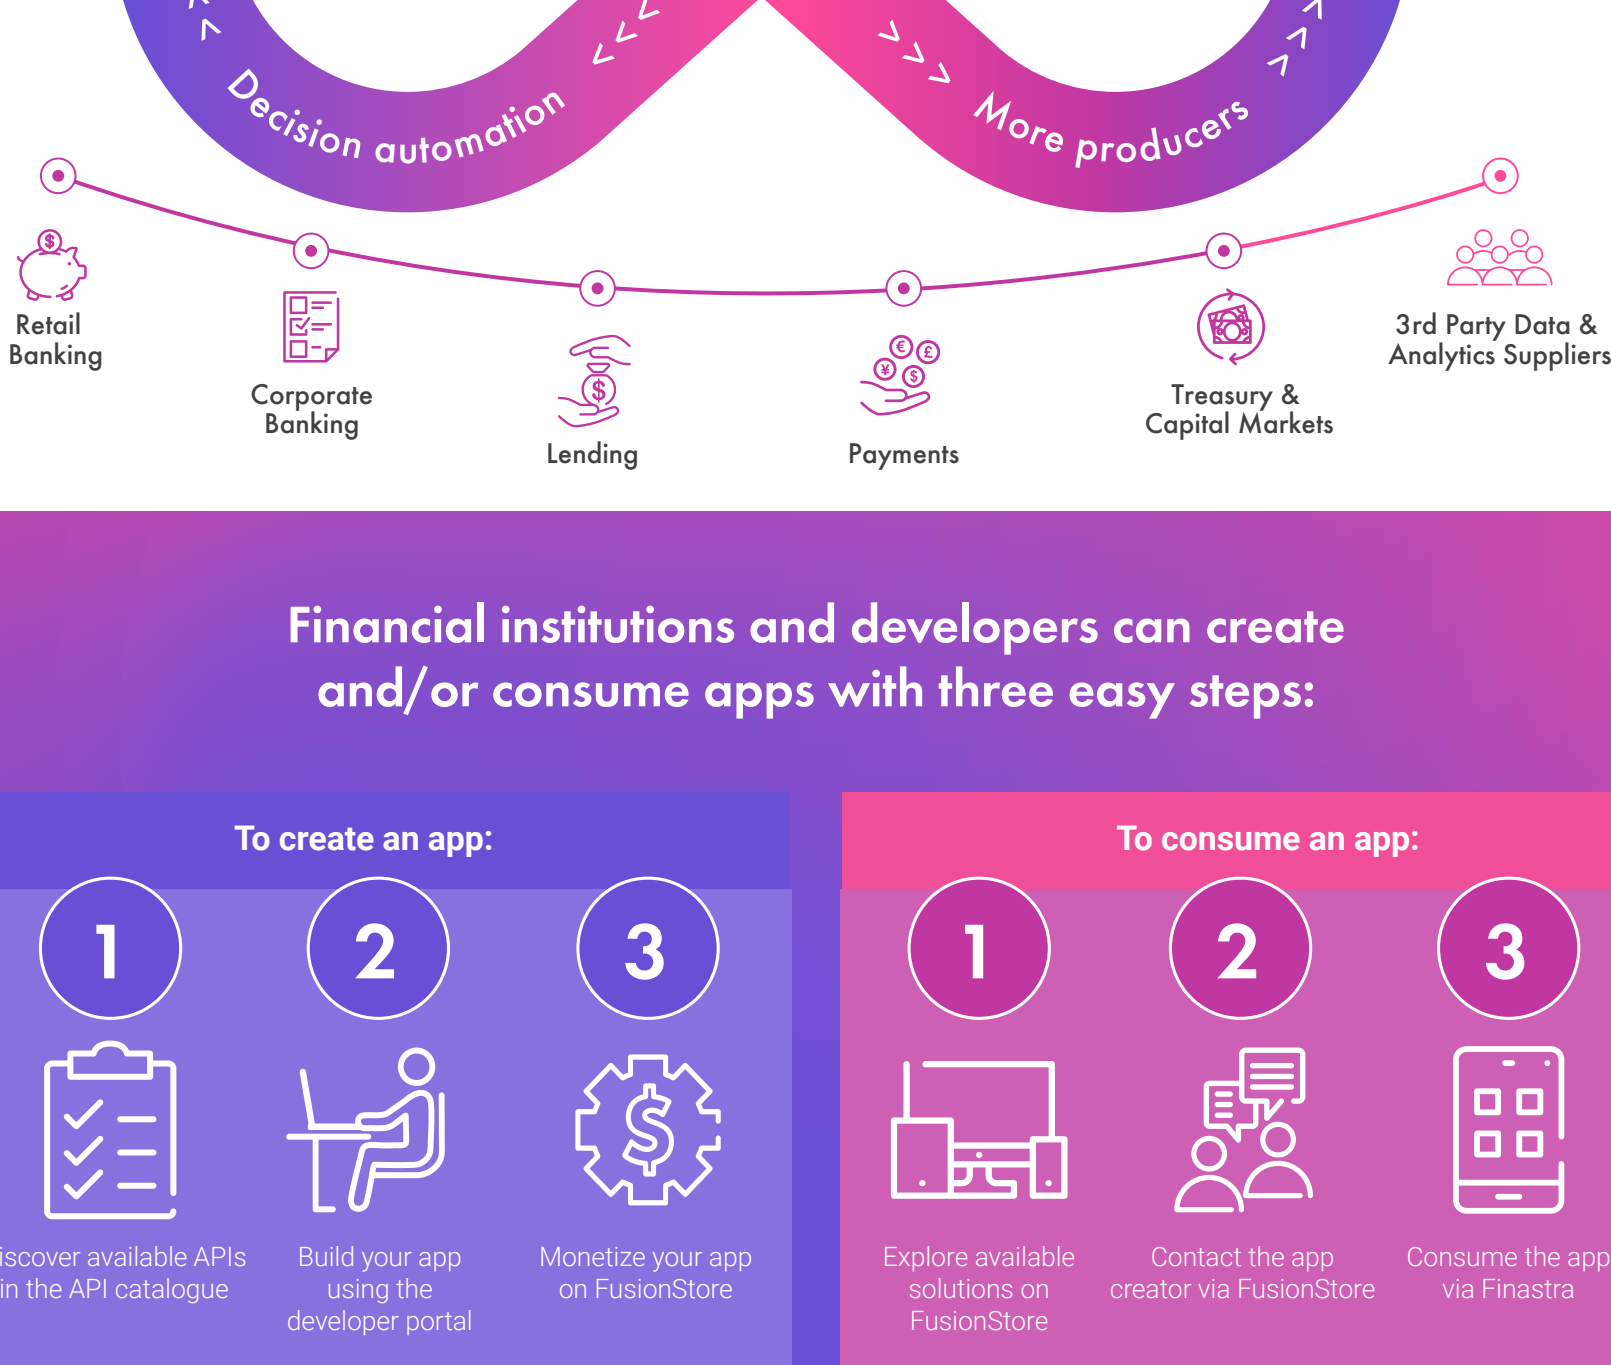 Decision automation
More producers
Retail
Banking
Corporate
Banking
Lending
Payments
Treasury &
Capital Markets
3rd Party Data &
Analytics Suppliers
Financial institutions and developers can create
and/or consume apps with three easy steps:
To create an app:
1
2
3
iscover available APIs
in the API catalogue
Build your app
using the
developer portal
Monetize your app
on FusionStore
To consume an app:
1
2
3
Explore available
solutions on
FusionStore
Contact the app
creator via FusionStore
Consume the app
via Finastra